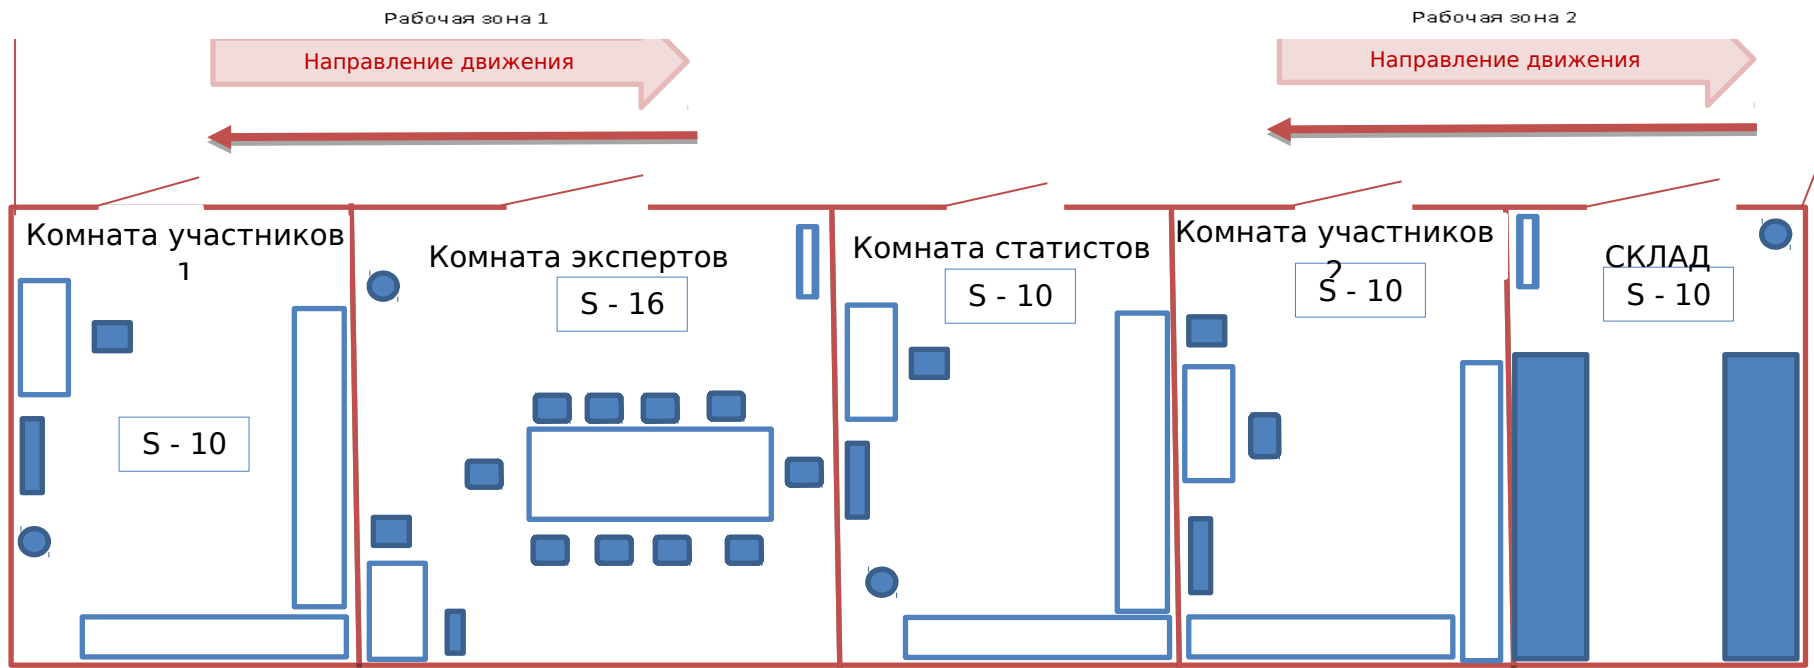 Рабочая зона 1
Рабочая зона 2
Направление движения
Направление движения
Комната участников
1
S - 10
Комната экспертов
S - 16
Комната статистов
S - 10
Комната участников
2
S - 10
СКЛАД
S - 10